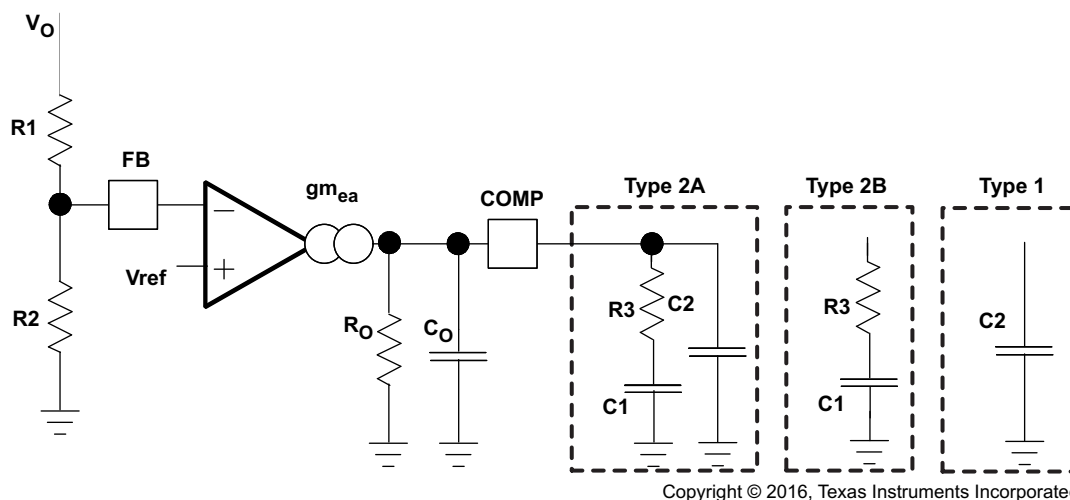 VO
R1
FB
gmea
COMP
Type 2A
Type 2B
Type 1
Vref
R2
RO
CO
R3
C2
C1
R3
C1
C2
Copyright © 2016, Texas Instruments Incorporated